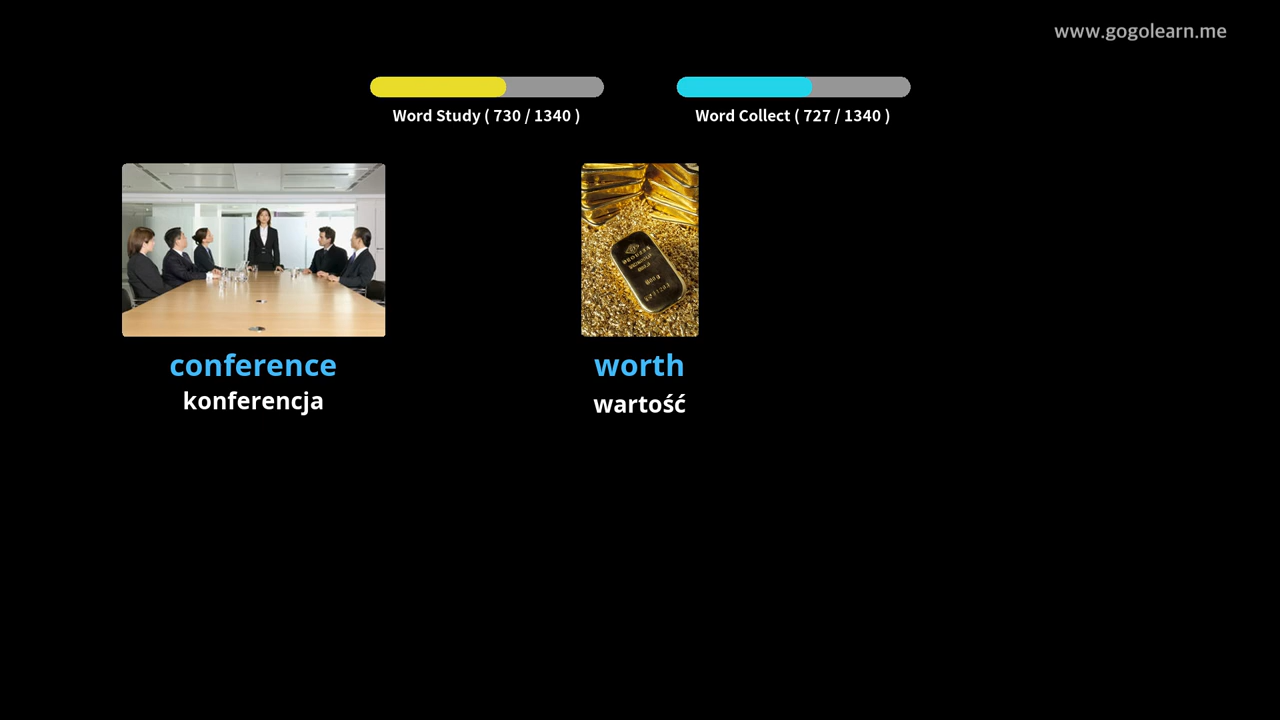 www.gogolearn.me
Word Study ( 730 / 1340 )
Word Collect ( 727 / 1340 )
conference
konferencja
worth
wartość